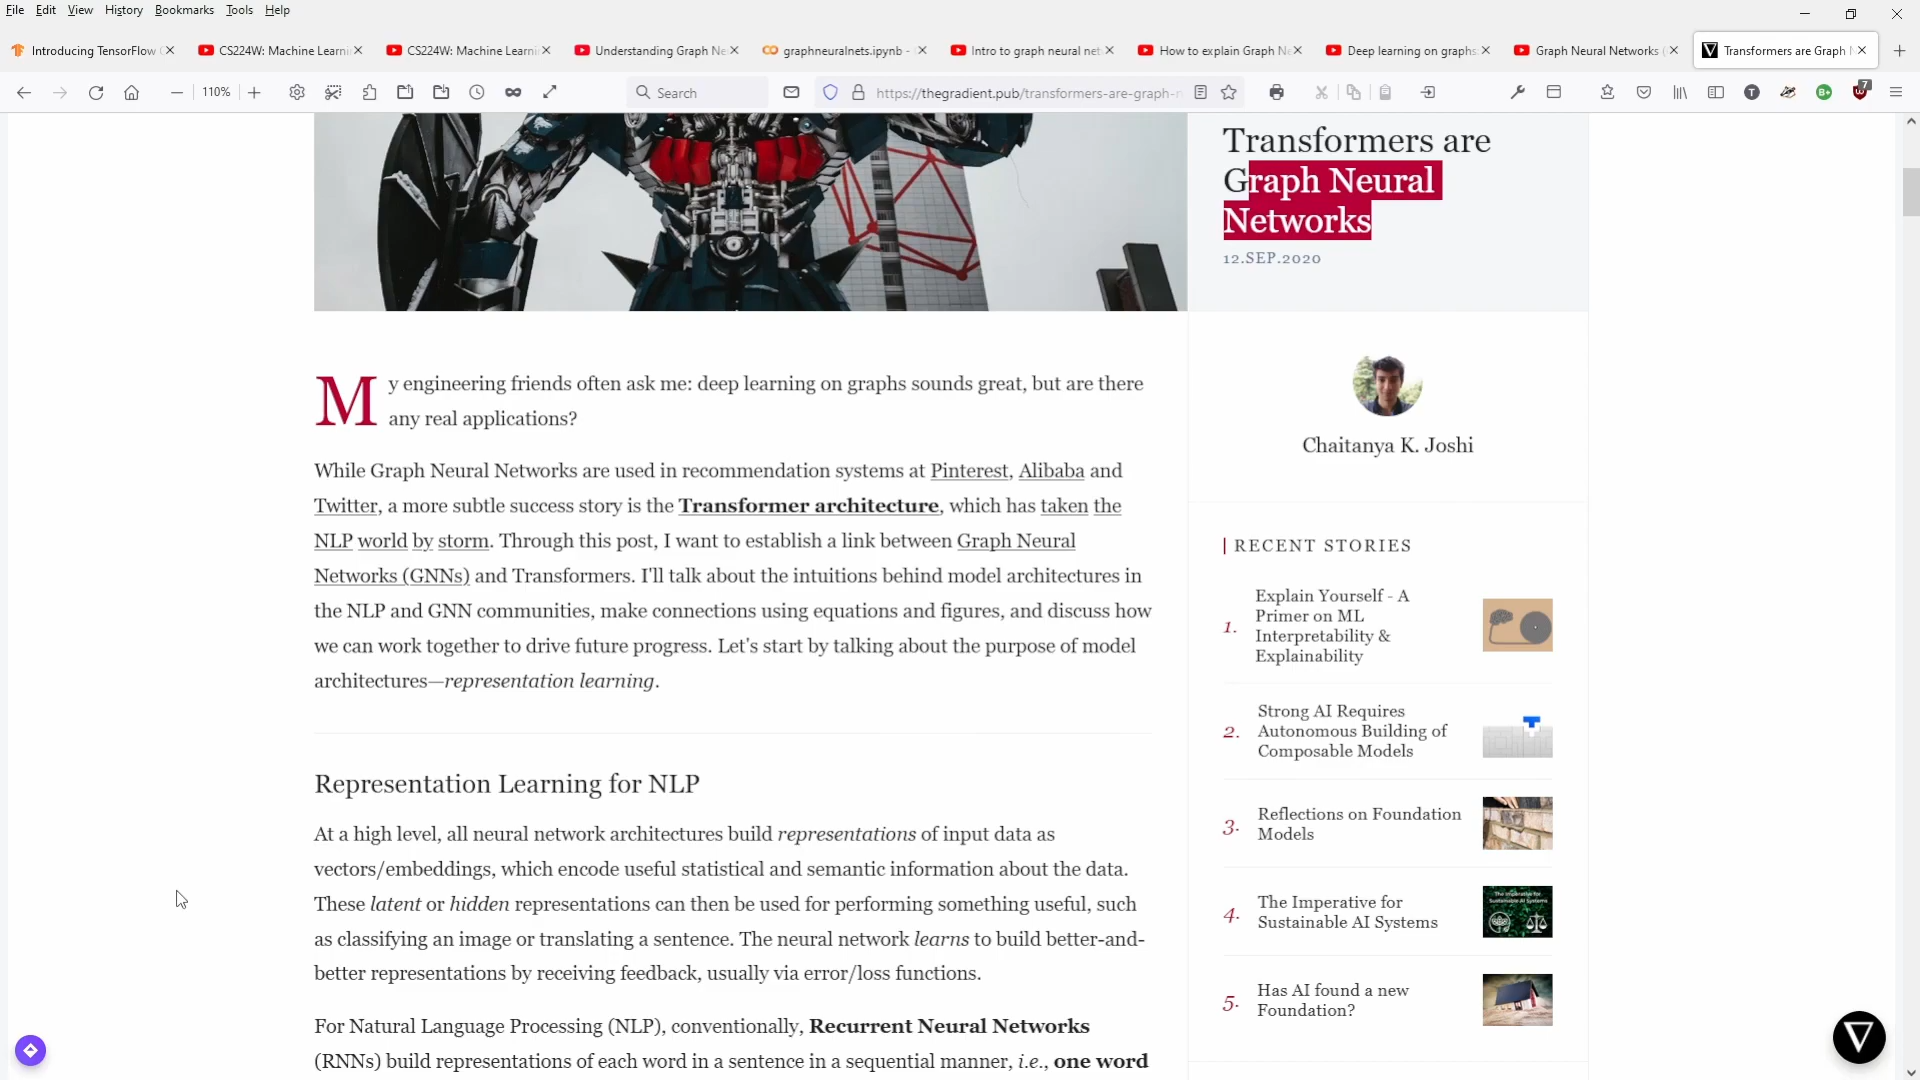 File Edit View History Bookmarks Tools Help
Introducing TensorFlow
CS224W: Machine Learni
CS224W: Machine Learni
Understanding Graph Ne
graphneuralnets.ipynb -
Intro to graph neural net
How to explain Graph Ne
Deep learning on graphs
Graph Neural Networks
Transformers are Graph
110%
Search
https://thegradient.pub/transformers-are-graph-n
7
Transformers are
Graph Neural
Networks
12.SEP.2020
My engineering friends often ask me: deep learning on graphs sounds great, but are there
any real applications?
While Graph Neural Networks are used in recommendation systems at Pinterest, Alibaba and
Twitter, a more subtle success story is the Transformer architecture, which has taken the
NLP world by storm. Through this post, I want to establish a link between Graph Neural
Networks (GNNs) and Transformers. I'll talk about the intuitions behind model architectures in
the NLP and GNN communities, make connections using equations and figures, and discuss how
we can work together to drive future progress. Let's start by talking about the purpose of model
architectures—representation learning.
Representation Learning for NLP
At a high level, all neural network architectures build representations of input data as
vectors/embeddings, which encode useful statistical and semantic information about the data.
These latent or hidden representations can then be used for performing something useful, such
as classifying an image or translating a sentence. The neural network learns to build better-and-
better representations by receiving feedback, usually via error/loss functions.
For Natural Language Processing (NLP), conventionally, Recurrent Neural Networks
(RNNs) build representations of each word in a sentence in a sequential manner, i.e., one word
Chaitanya K. Joshi
RECENT STORIES
1. Explain Yourself - A
Primer on ML
Interpretability &
Explainability
2. Strong AI Requires
Autonomous Building of
Composable Models
3. Reflections on Foundation
Models
4. The Imperative for
Sustainable AI Systems
The Imperative for
Sustainable AI Systems
5. Has AI found a new
Foundation?